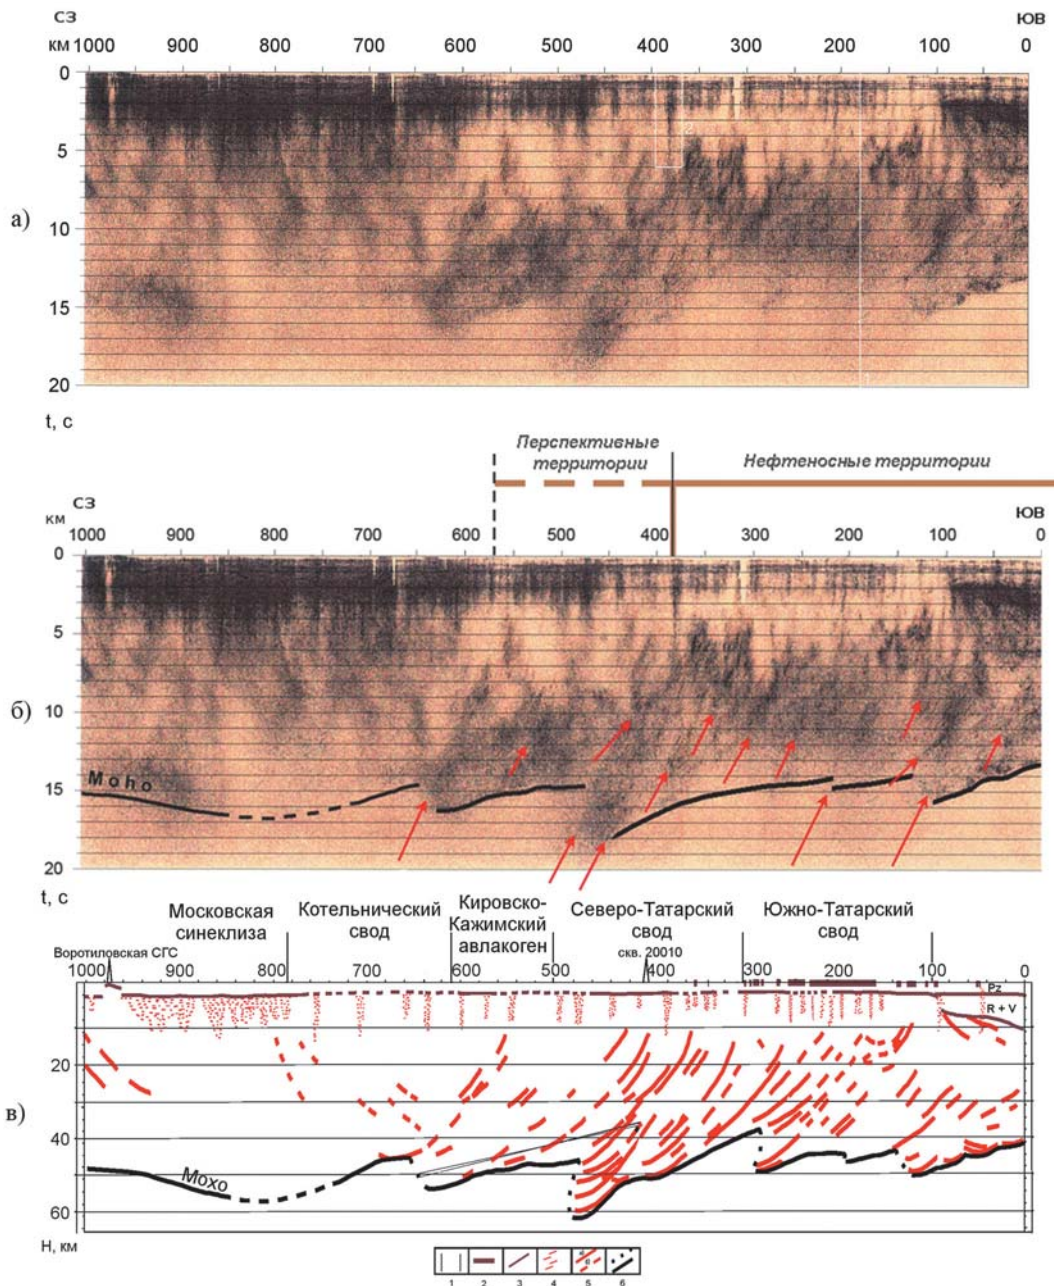 СЗ ЮВ
км 1000 900 800 700 600 500 400 300 200 100 0
0
5
а) 10
15
20
t, с
Перспективные территории
Нефтеносные территории
СЗ ЮВ
км
1000 900 800 700 600 500 400 300 200 100 0
0
5
б) 10
Moho
15
20
t, с
Московская синеклиза
Котельнический свод
Кировско-Кажимский авлакоген
Северо-Татарский свод
Южно-Татарский свод
Воротиловская СГС
скв. 20010
1000 900 800 700 600 500 400 300 200 100 0
Pz
R + V
20
в)
40
Мохо
60
Н, км
1 2 3 4 5 6